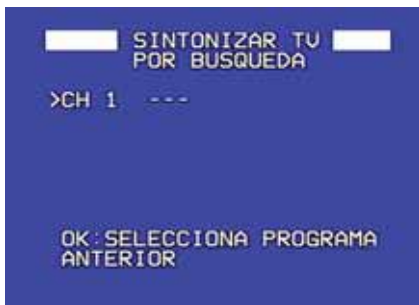 SINTONIZAR TV
POR BUSQUEDA
>CH 1 ---
OK:SELECCIONA PROGRAMA
ANTERIOR